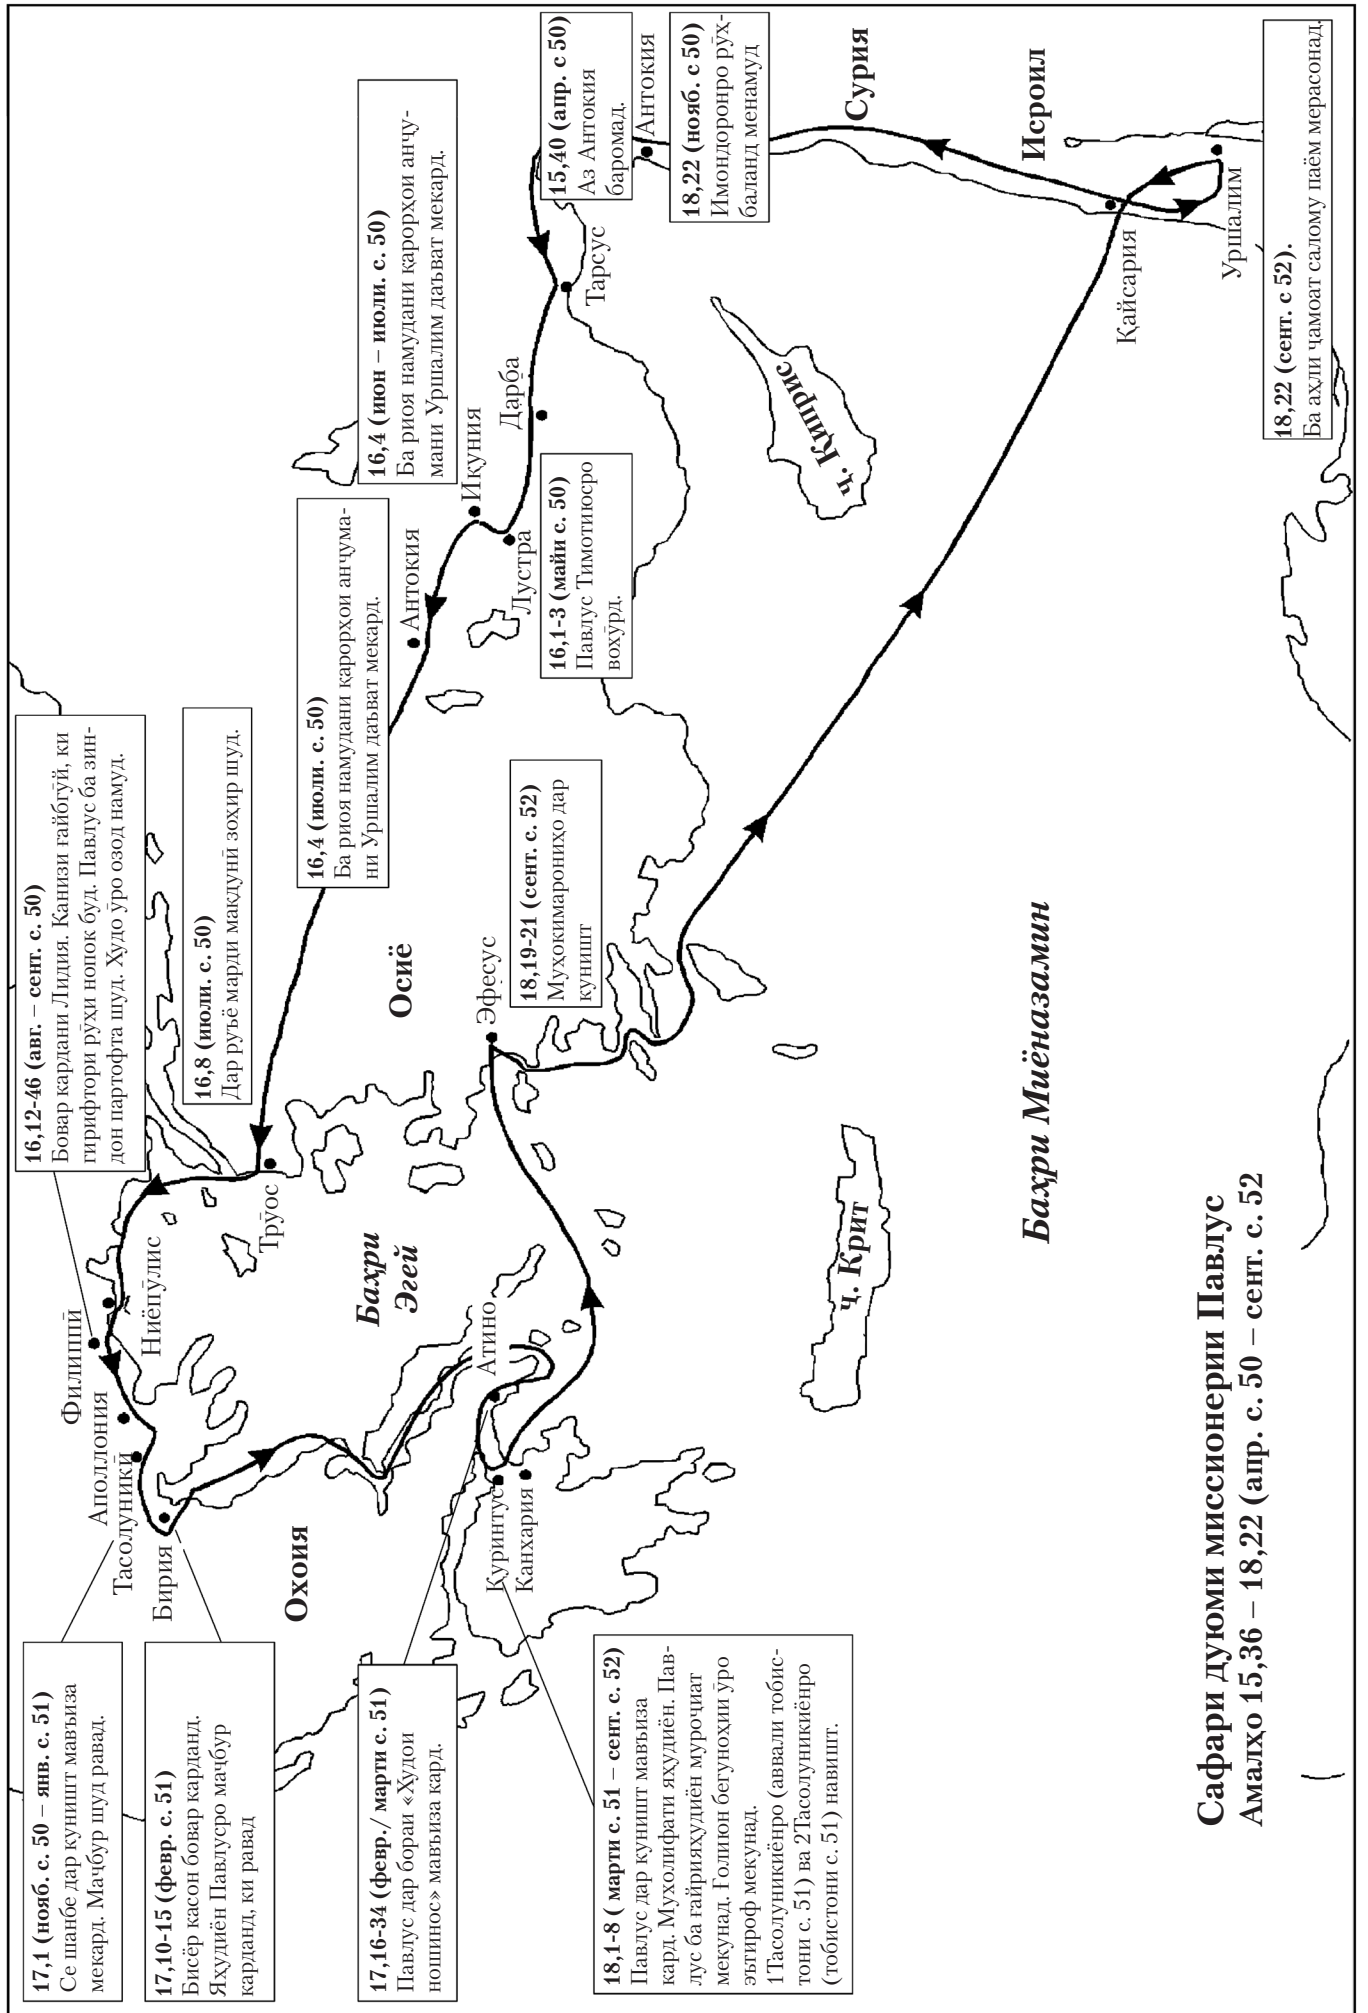 17,1 (нояб. с. 50 – янв. с. 51)
Се шанбе дар куништ мавъиза
мекард. Маҷбур шуд равад.
17,10-15 (февр. с. 51)
Бисёр касон бовар карданд.
Яҳудиён Павлусро маҷбур
карданд, ки равад
17,16-34 (февр./ марти с. 51)
Павлус дар бораи «Худои
ношинос» мавъиза кард.
18,1-8 ( марти с. 51 – сент. с. 52)
Павлус дар куништ мавъиза
кард. Мухолифати яҳудиён. Пав-
лус ба ғайрияҳудиён муроҷиат
мекунад. Ғолиюн бегуноҳии ӯро
эътироф мекунад.
1Тасолуникиёнро (аввали тобис-
тони с. 51) ва 2Тасолуникиёнро
(тобистони с. 51) навишт.
16,12-46 (авг. – сент. с. 50)
Бовар кардани Лидия. Канизи ғайбгӯй, ки
гирифтори рӯҳи нопок буд. Павлус ба зин-
дон партофта шуд. Худо ӯро озод намуд.
16,8 (июли. с. 50)
Дар руъё марди мақдунӣ зоҳир шуд.
16,4 (июли. с. 50)
Ба риоя намудани қарорҳои анҷума-
ни Уршалим даъват мекард.
16,4 (июн – июли. с. 50)
Ба риоя намудани қарорҳои анҷу-
мани Уршалим даъват мекард.
16,1-3 (майи с. 50)
Павлус Тимотиюсро
вохӯрд.
15,40 (апр. с 50)
Аз Антокия
баромад.
18,22 (нояб. с 50)
Имондоронро рӯҳ-
баланд менамуд
18,19-21 (сент. с. 52)
Муҳокимарониҳо дар
куништ
18,22 (сент. с 52).
Ба аҳли ҷамоат салому паём мерасонад.
Филиппӣ
Аполлония
Тасолуникӣ
Бирия
Ниёпулис
Трӯос
Охоия
Баҳри
Эгей
Атино
Қуринтус
Канхария
Осиё
Эфесус
Антокия
Икуния
Лустра
Дарба
Тарсус
Антокия
Сурия
Исроил
Қайсария
Уршалим
ҷ. Қиприс
ҷ. Крит
Баҳри Миёназамин
Сафари дуюми миссионерии Павлус
Амалҳо 15,36 – 18,22 (апр. с. 50 – сент. с. 52